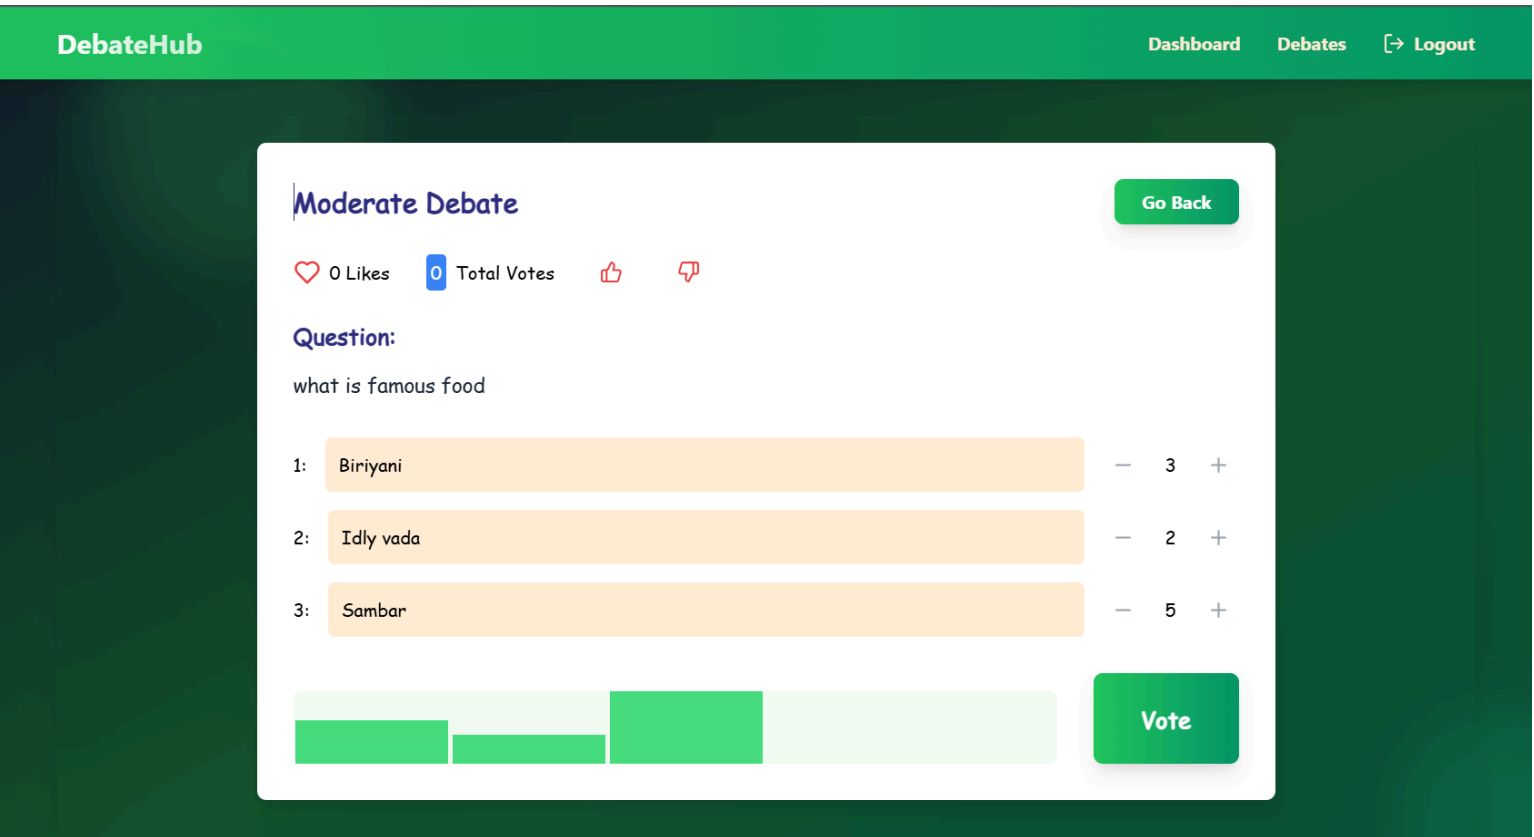 DebateHub Dashboard Debates Logout
Moderate Debate Go Back
0 Likes 0 Total Votes
Question:
what is famous food
1: Biriyani 3
2: Idly vada 2
3: Sambar 5
Vote